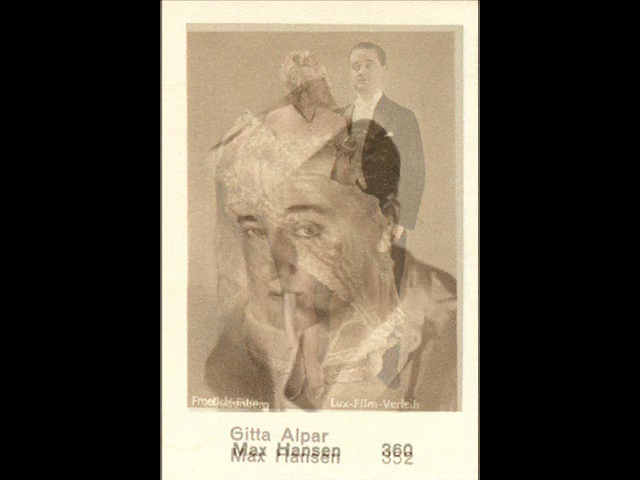 Lux-Film-Verleih
Gitta Alpar
Max Hansen 360
Max Hansen 352